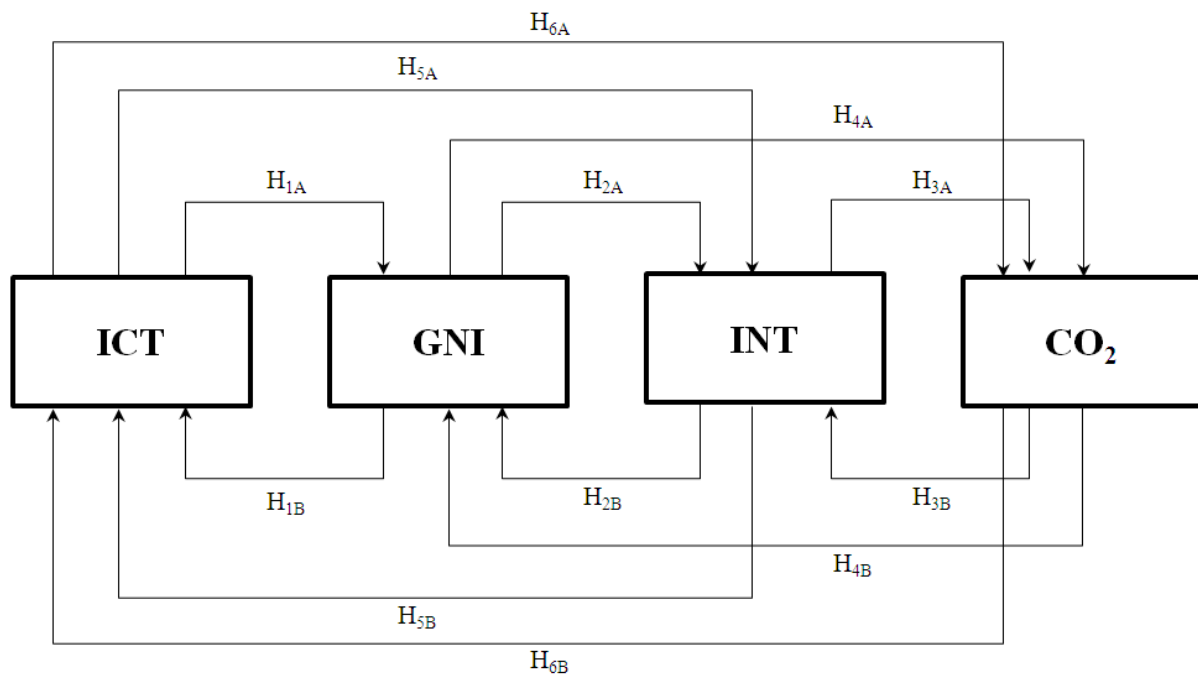 H6A
H5A
H4A
H1A
H2A
H3A
ICT
GNI
INT
CO2
H1B
H2B
H3B
H4B
H5B
H6B